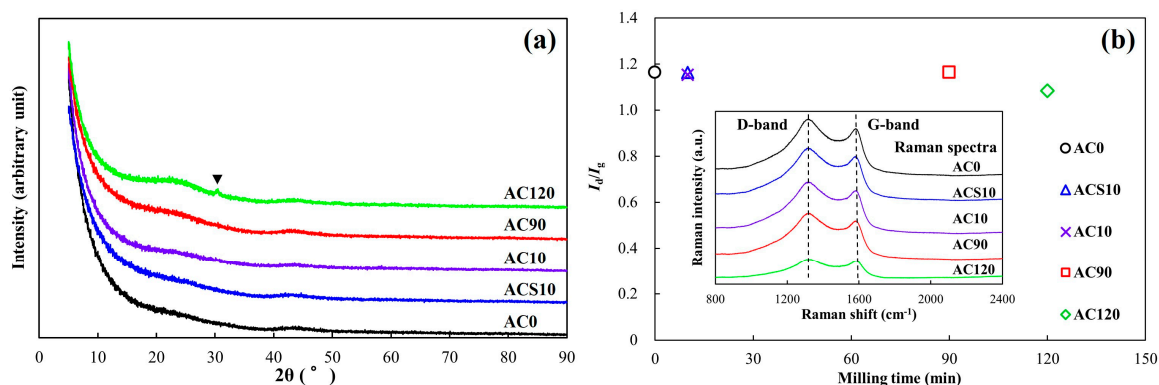 (a)
Intensity (arbitrary unit)
AC120
AC90
AC10
ACS10
AC0
0 10 20 30 40 50 60 70 80 90
2θ ( ° )
(b)
1.4
1.2
1.0
0.8
0.6
0.4
0.2
0.0
Id/Ig
D-band G-band
Raman spectra
AC0
ACS10
AC10
AC90
AC120
Raman intensity (a.u.)
800 1200 1600 2000 2400
Raman shift (cm-1)
AC0
ACS10
AC10
AC90
AC120
0 30 60 90 120 150
Milling time (min)